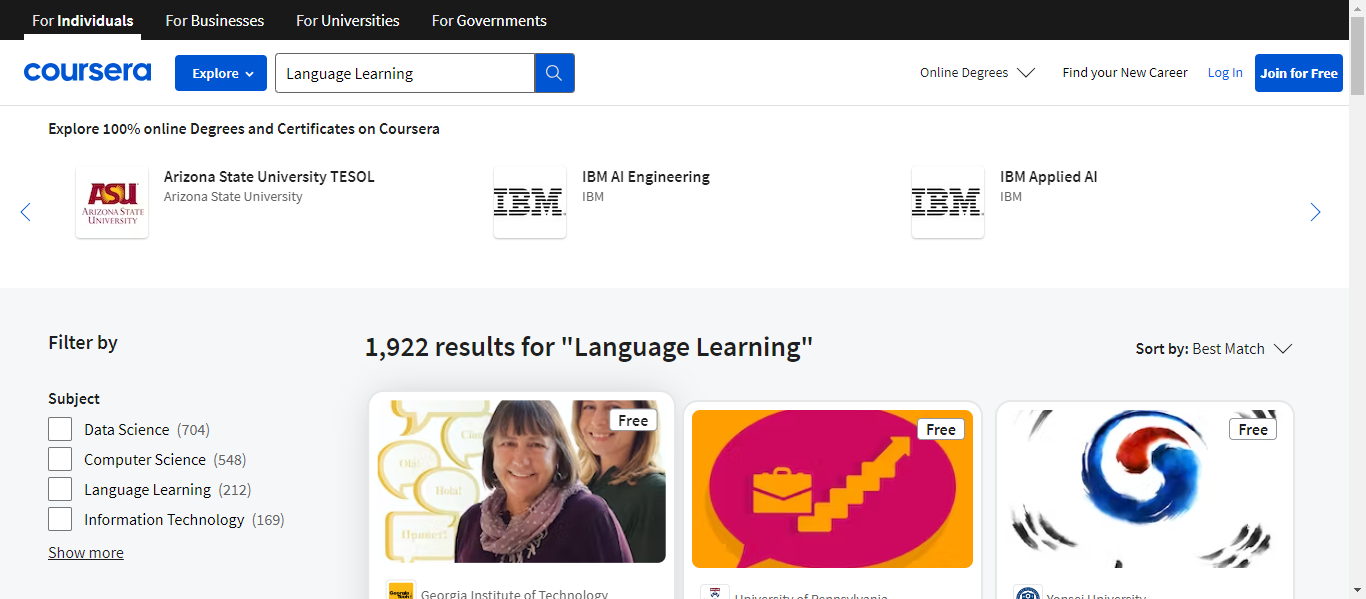 For Individuals
For Businesses
For Universities
For Governments
coursera
Explore
Language Learning
Online Degrees
Find your New Career
Log In
Join for Free
Explore 100% online Degrees and Certificates on Coursera
ASU
ARIZONA STATE
UNIVERSITY
Arizona State University TESOL
Arizona State University
IBM
IBM AI Engineering
IBM
IBM
IBM Applied AI
IBM
Filter by
1,922 results for "Language Learning"
Sort by: Best Match
Subject
Data Science (704)
Computer Science (548)
Language Learning (212)
Information Technology (169)
Show more
Free
Olá!
Hola!
Привет!
Georgia Institute of Technology
Free
University of Pennsylvania
Free
Yonsei University